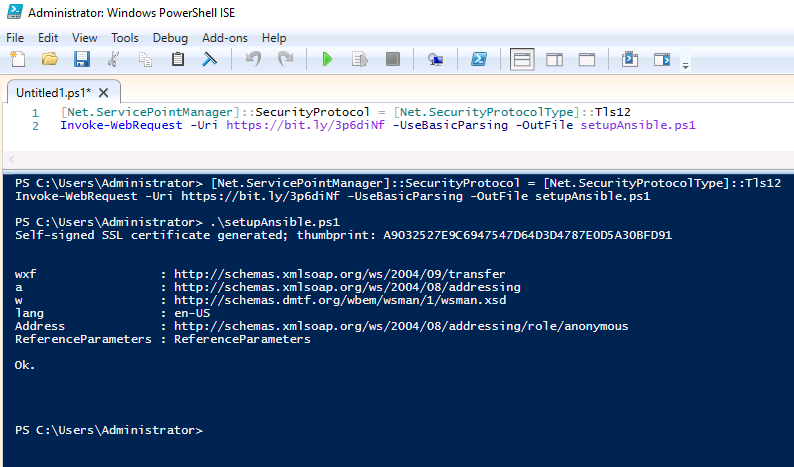 Administrator: Windows PowerShell ISE
File Edit View Tools Debug Add-ons Help
Untitled1.ps1* X
1 [Net.ServicePointManager]::SecurityProtocol = [Net.SecurityProtocolType]::Tls12
2 Invoke-WebRequest -Uri https://bit.ly/3p6diNf -UseBasicParsing -OutFile setupAnsible.ps1
PS C:\Users\Administrator> [Net.ServicePointManager]::SecurityProtocol = [Net.SecurityProtocolType]::Tls12
Invoke-WebRequest -Uri https://bit.ly/3p6diNf -UseBasicParsing -OutFile setupAnsible.ps1
PS C:\Users\Administrator> .\setupAnsible.ps1
Self-signed SSL certificate generated; thumbprint: A9032527E9C6947547D64D3D4787E0D5A30BFD91
wxf : http://schemas.xmlsoap.org/ws/2004/09/transfer
a : http://schemas.xmlsoap.org/ws/2004/08/addressing
w : http://schemas.dmtf.org/wbem/wsman/1/wsman.xsd
lang : en-US
Address : http://schemas.xmlsoap.org/ws/2004/08/addressing/role/anonymous
ReferenceParameters : ReferenceParameters
Ok.
PS C:\Users\Administrator>